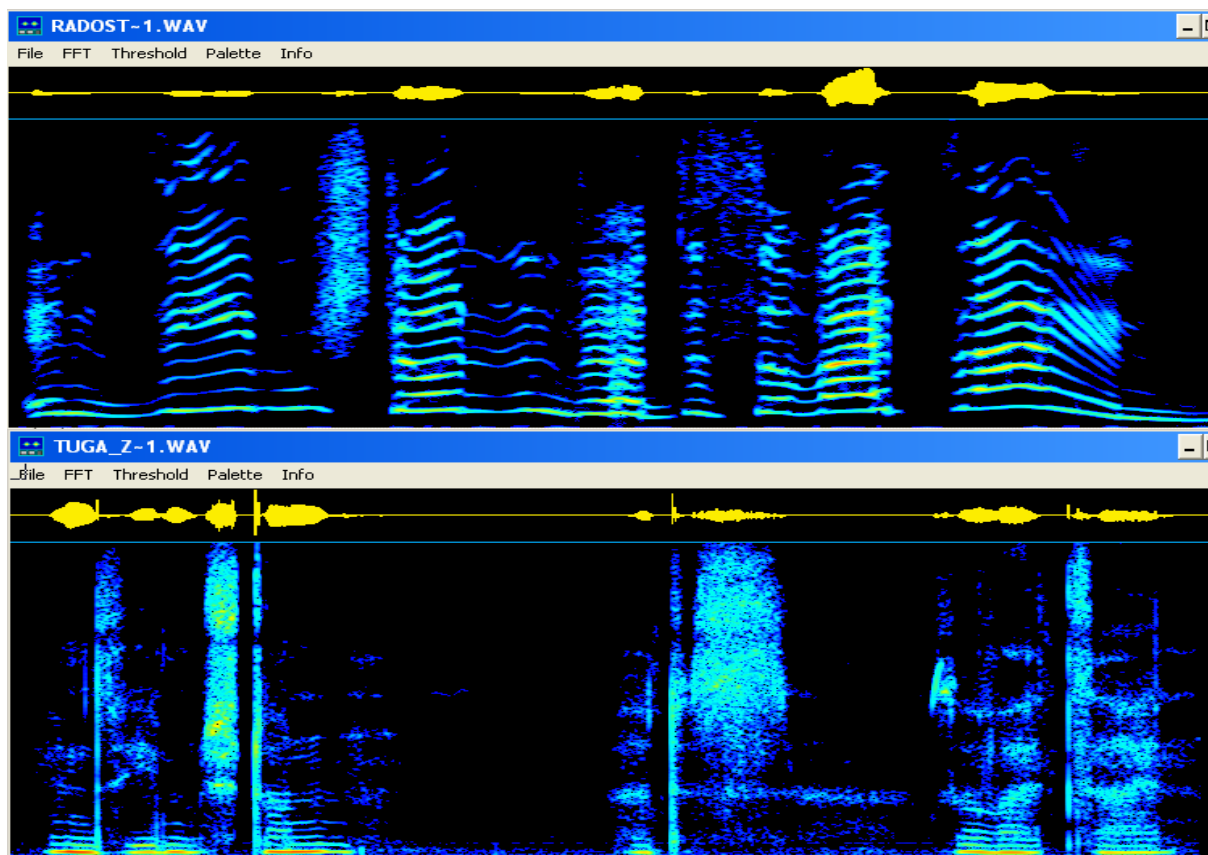 RADOST~1.WAV
File FFT Threshold Palette Info
TUGA_Z~1.WAV
File FFT Threshold Palette Info